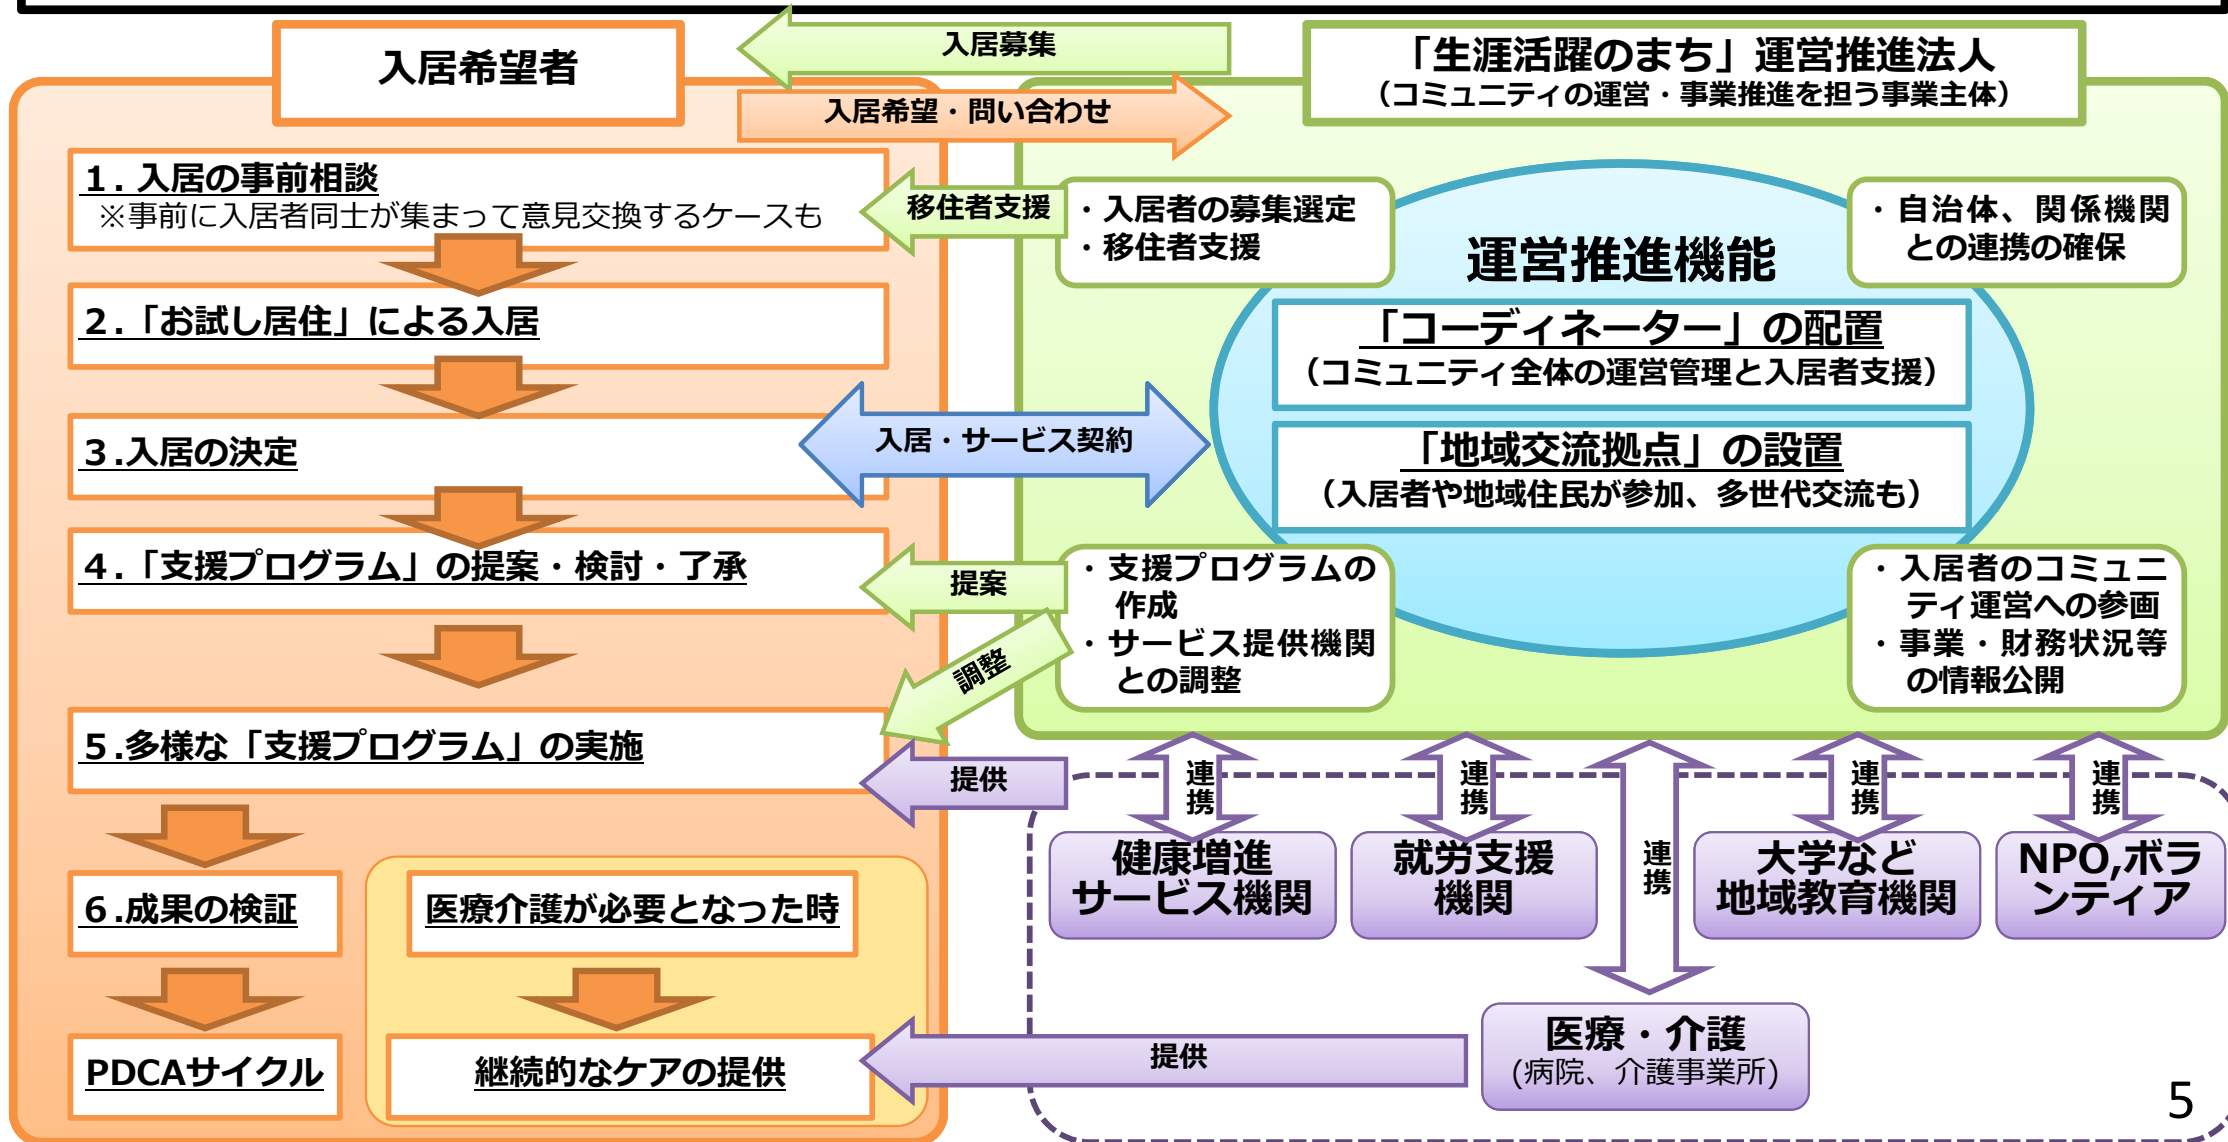 入居募集
入居希望者
「生涯活躍のまち」運営推進法人
（コミュニティの運営・事業推進を担う事業主体）
入居希望・問い合わせ
１．入居の事前相談
※事前に入居者同士が集まって意見交換するケースも
移住者支援
・入居者の募集選定
・移住者支援
・自治体、関係機関
との連携の確保
運営推進機能
２．「お試し居住」による入居
「コーディネーター」の配置
（コミュニティ全体の運営管理と入居者支援）
３．入居の決定
入居・サービス契約
「地域交流拠点」の設置
（入居者や地域住民が参加、多世代交流も）
４．「支援プログラム」の提案・検討・了承
提案
・支援プログラムの
作成
・サービス提供機関
との調整
・入居者のコミュニ
ティ運営への参画
・事業・財務状況等
の情報公開
調整
５．多様な「支援プログラム」の実施
提供
連携
連携
連携
連携
連携
健康増進
サービス機関
就労支援
機関
大学など
地域教育機関
NPO,ボラ
ンティア
６．成果の検証
医療介護が必要となった時
PDCAサイクル
継続的なケアの提供
提供
医療・介護
(病院、介護事業所)
5